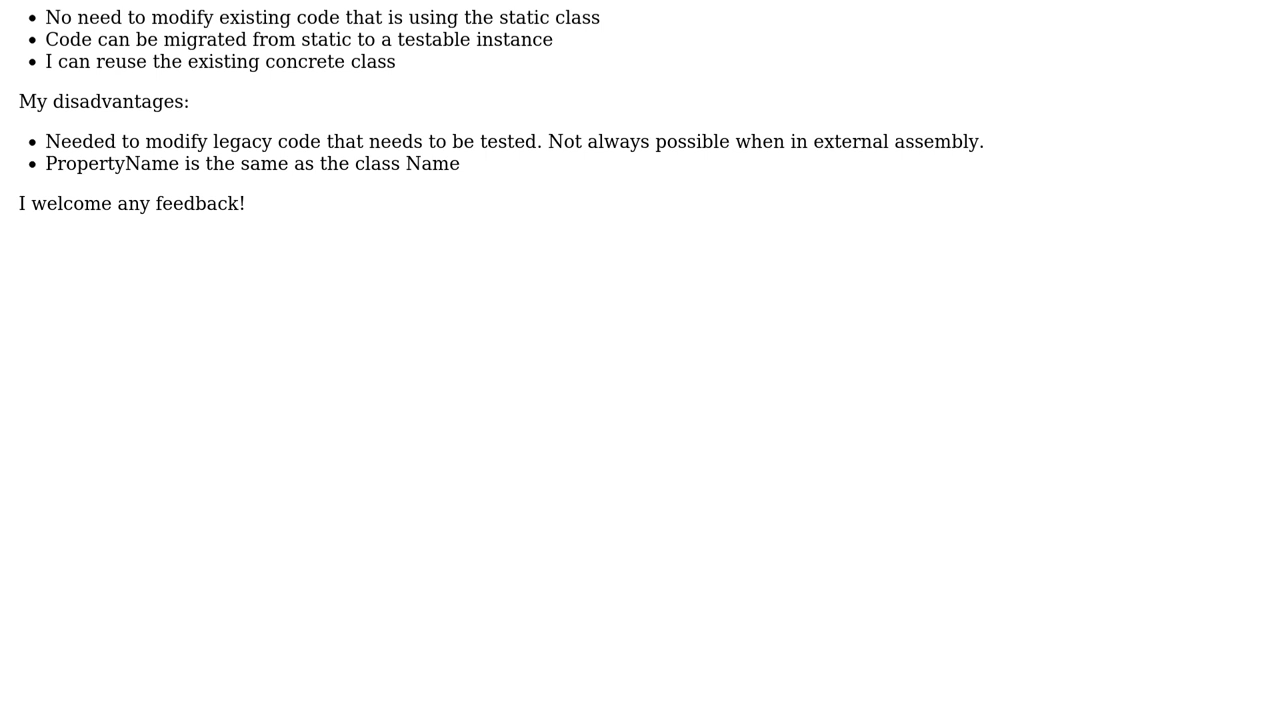 No need to modify existing code that is using the static class
Code can be migrated from static to a testable instance
I can reuse the existing concrete class
My disadvantages:
Needed to modify legacy code that needs to be tested. Not always possible when in external assembly.
PropertyName is the same as the class Name
I welcome any feedback!